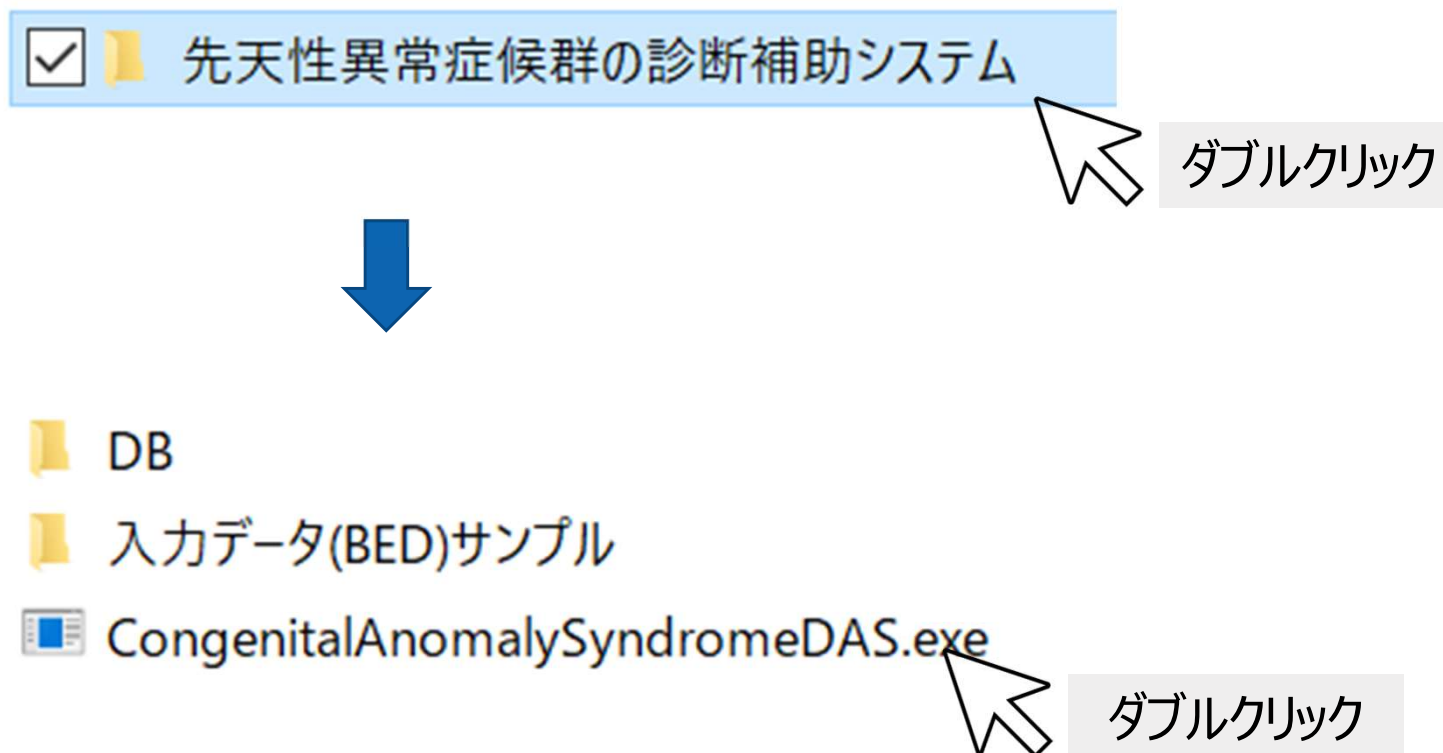 先天性異常症候群の診断補助システム
ダブルクリック
DB
入力データ(BED)サンプル
CongenitalAnomalySyndromeDAS.exe
ダブルクリック